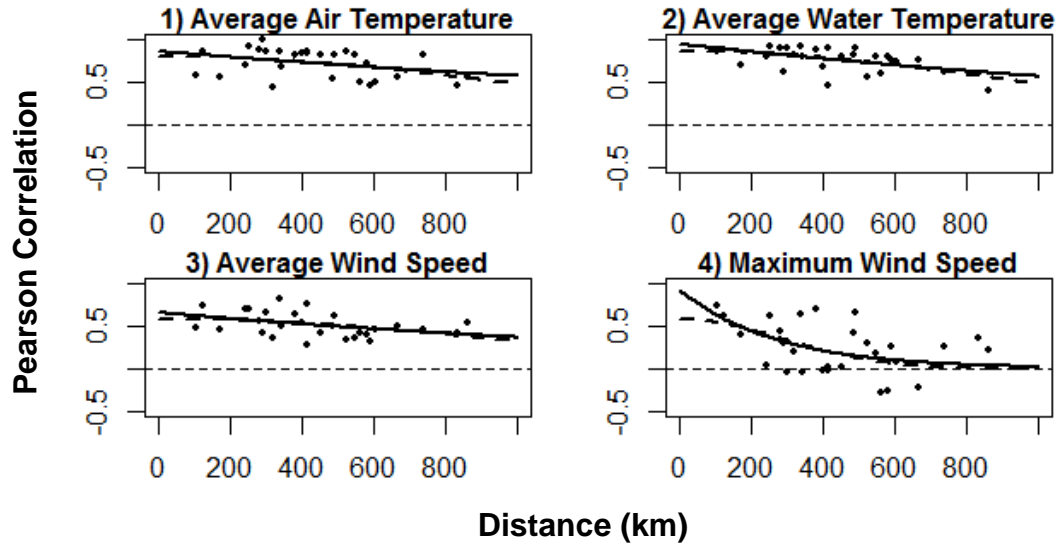 1) Average Air Temperature
2) Average Water Temperature
0.5
-0.5
0.5
-0.5
0 200 400 600 800
0 200 400 600 800
3) Average Wind Speed
4) Maximum Wind Speed
0.5
-0.5
0.5
-0.5
0 200 400 600 800
0 200 400 600 800
Pearson Correlation
Distance (km)